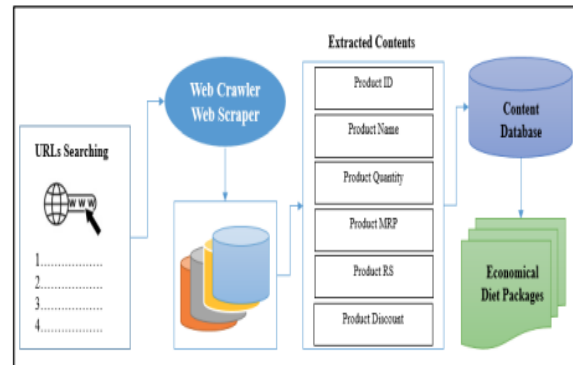 URLs Searching
WWW
1.....................
2.....................
3.....................
4.....................
Web Crawler
Web Scraper
Extracted Contents
Product ID
Product Name
Product Quantity
Product MRP
Product RS
Product Discount
Content
Database
Economical
Diet Packages